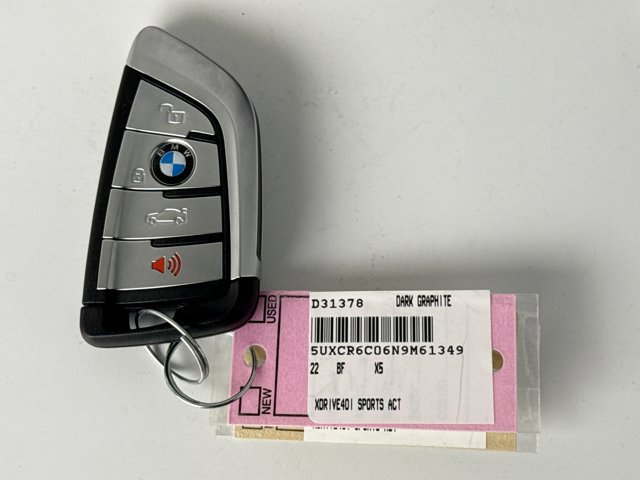 BMW
D31378 DARK GRAPHITE
USED
5UXCR6C06N9M61349
22 BF X5
NEW
XDRIVE40I SPORTS ACT